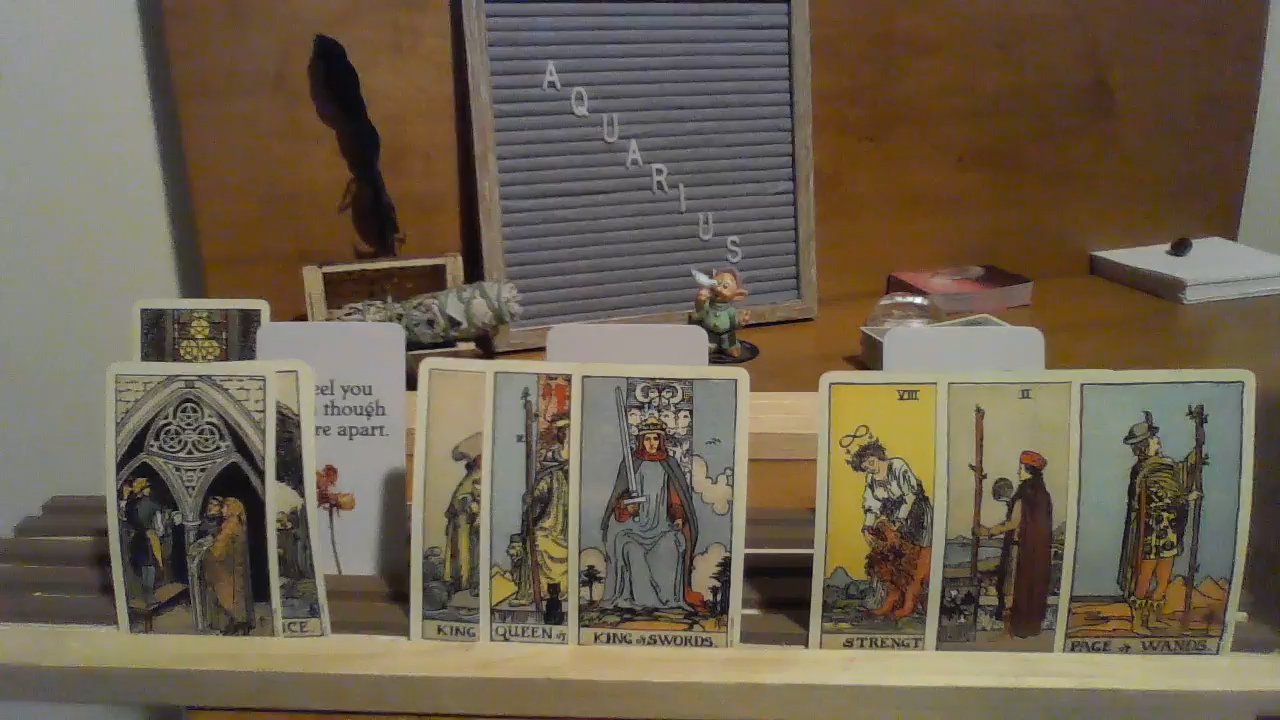 AQUARIUS
eel you
though
re apart.
ICE.
KING
QUEEN of
KING of SWORDS.
VIII
STRENGT
II
PAGE of WANDS.